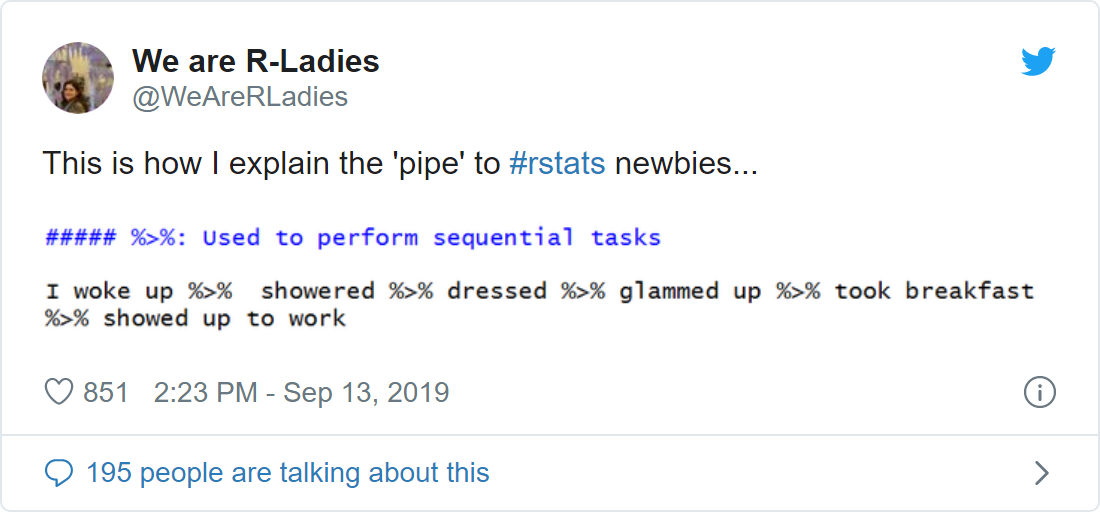 We are R-Ladies
@WeAreRLadies
This is how I explain the 'pipe' to #rstats newbies...
##### %>%: Used to perform sequential tasks
I woke up %>%  showered %>% dressed %>% glammed up %>% took breakfast
%>% showed up to work
851 2:23 PM - Sep 13, 2019
195 people are talking about this